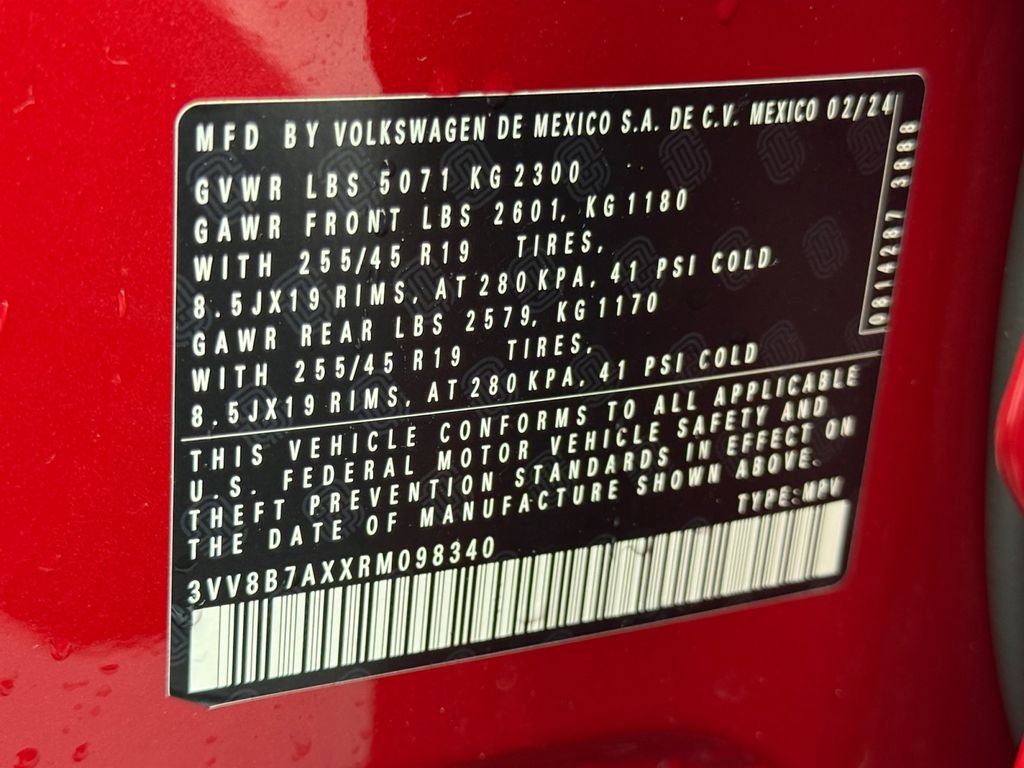 MFD BY VOLKSWAGEN DE MEXICO S.A. DE C.V. MEXICO 02/24
GVWR LBS 5071 KG 2300
GAWR FRONT LBS 2601, KG 1180
WITH 255/45 R19 TIRES,
8.5JX19 RIMS, AT 280 KPA, 41 PSI COLD
GAWR REAR LBS 2579, KG 1170
WITH 255/45 R19 TIRES,
8.5JX19 RIMS, AT 280 KPA, 41 PSI COLD
THIS VEHICLE CONFORMS TO ALL APPLICABLE
U.S. FEDERAL MOTOR VEHICLE SAFETY AND
THEFT PREVENTION STANDARDS IN EFFECT ON
THE DATE OF MANUFACTURE SHOWN ABOVE.
TYPE:MPV
3VV8B7AXXRM098340